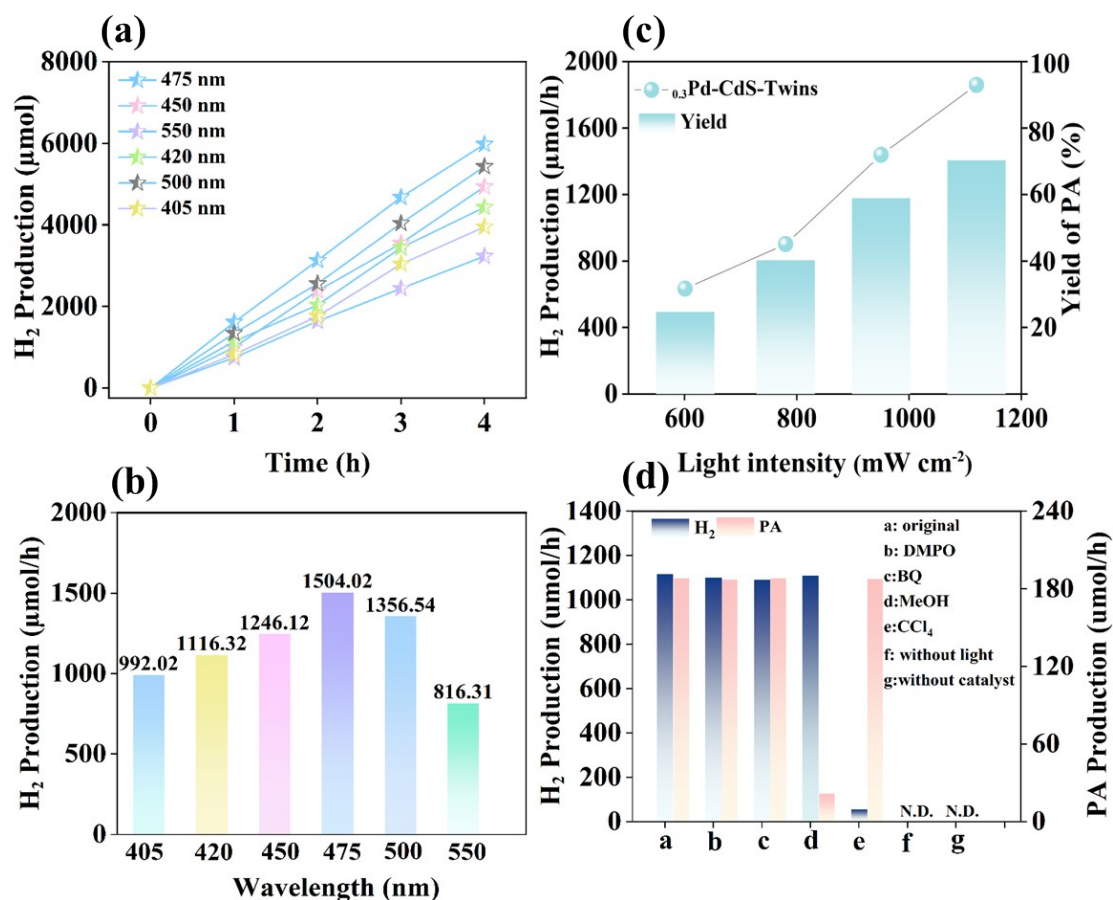 (a)
H₂ Production (μmol)
8000
6000
4000
2000
0
475 nm
450 nm
550 nm
420 nm
500 nm
405 nm
0 1 2 3 4
Time (h)
(c)
H₂ Production (μmol/h)
2000
1600
1200
800
400
0
₀.₃Pd-CdS-Twins
Yield
100
80
60
40
20
0
Yield of PA (%)
600 800 1000 1200
Light intensity (mW cm⁻²)
(b)
H₂ Production (μmol/h)
2000
1500
1000
500
0
992.02
1116.32
1246.12
1504.02
1356.54
816.31
405 420 450 475 500 550
Wavelength (nm)
(d)
H₂ Production (μmol/h)
1400
1200
1000
800
600
400
200
0
H₂ PA
a: original
b: DMPO
c:BQ
d:MeOH
e:CCl₄
f: without light
g:without catalyst
N.D. N.D.
240
180
120
60
0
PA Production (umol/h)
a b c d e f g